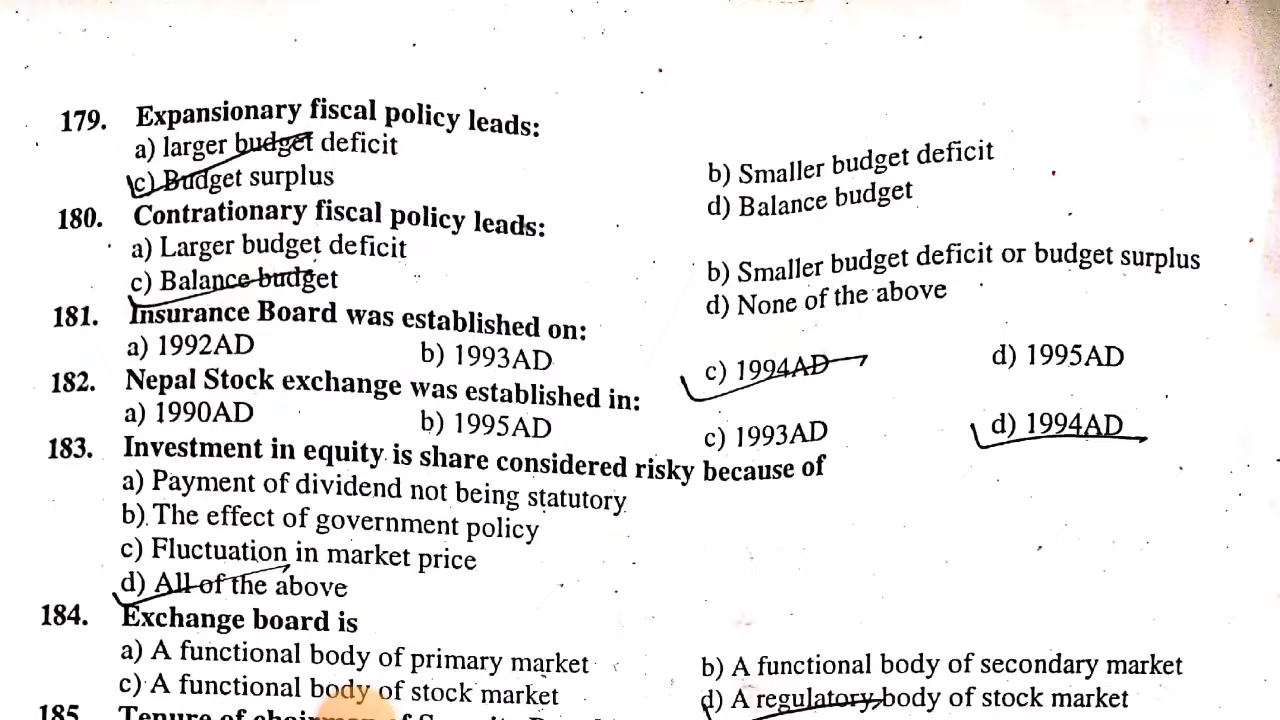 179. Expansionary fiscal policy leads:
a) larger budget deficit
b) Smaller budget deficit
c) Budget surplus
d) Balance budget
180. Contrationary fiscal policy leads:
a) Larger budget deficit
b) Smaller budget deficit or budget surplus
c) Balance budget
d) None of the above
181. Insurance Board was established on:
a) 1992AD b) 1993AD c) 1994AD d) 1995AD
182. Nepal Stock exchange was established in:
a) 1990AD b) 1995AD c) 1993AD d) 1994AD
183. Investment in equity is share considered risky because of
a) Payment of dividend not being statutory
b) The effect of government policy
c) Fluctuation in market price
d) All of the above
184. Exchange board is
a) A functional body of primary market
b) A functional body of secondary market
c) A functional body of stock market
d) A regulatory body of stock market
185 Tenure of